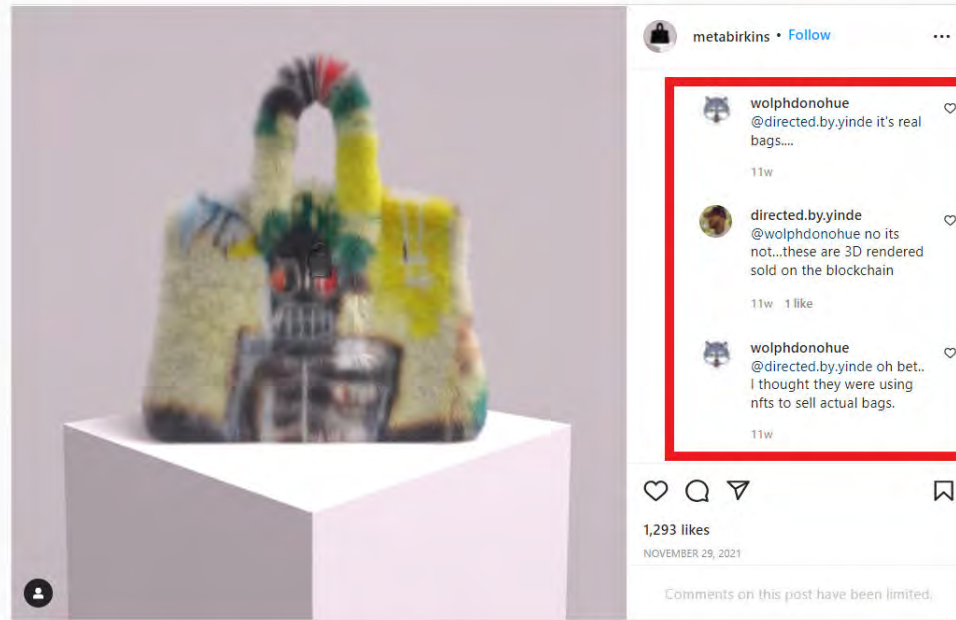 metabirkins • Follow
wolphdonohue
@directed.by.yinde it's real
bags....
11w
directed.by.yinde
@wolphdonohue no its
not...these are 3D rendered
sold on the blockchain
11w 1 like
wolphdonohue
@directed.by.yinde oh bet..
I thought they were using
nfts to sell actual bags.
11w
1,293 likes
NOVEMBER 29, 2021
Comments on this post have been limited.